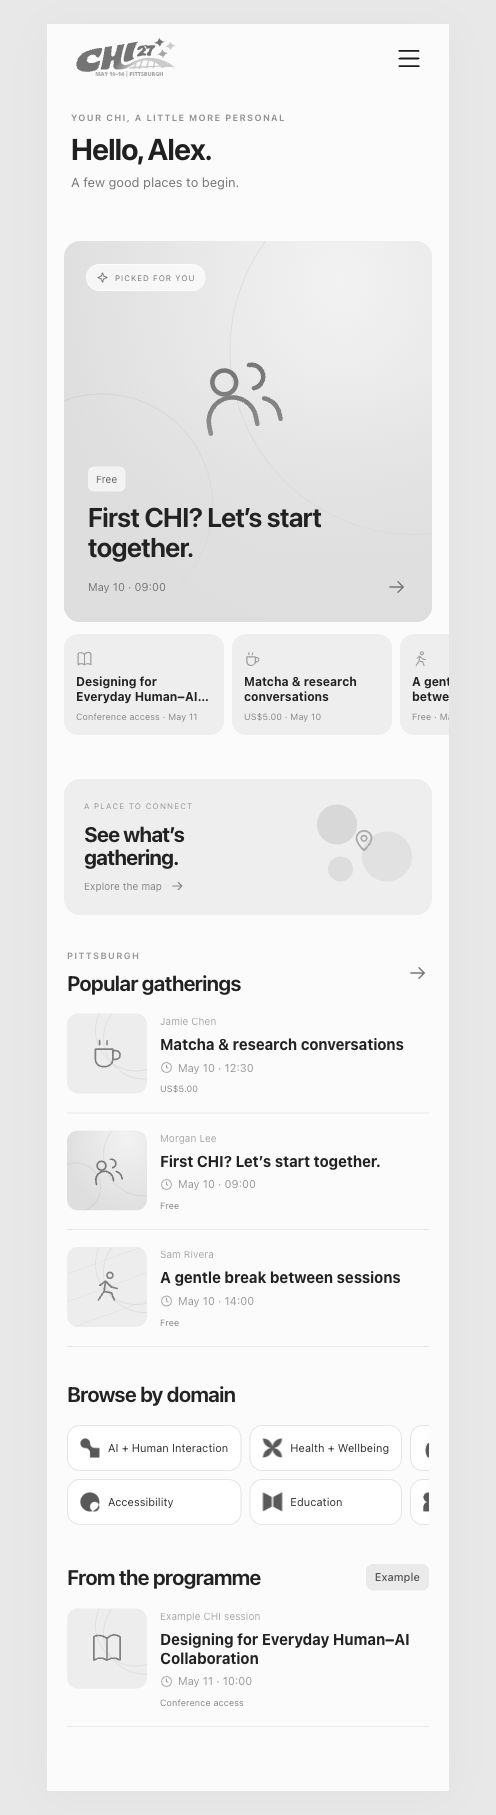 CHI 27
MAY 10–14 | PITTSBURGH
YOUR CHI, A LITTLE MORE PERSONAL
Hello, Alex.
A few good places to begin.
PICKED FOR YOU
Free
First CHI? Let’s start
together.
May 10 · 09:00
Designing for
Everyday Human–AI...
Conference access · May 11
Matcha & research
conversations
US$5.00 · May 10
A gent
betwe
Free · Ma
A PLACE TO CONNECT
See what’s
gathering.
Explore the map
PITTSBURGH
Popular gatherings
Jamie Chen
Matcha & research conversations
May 10 · 12:30
US$5.00
Morgan Lee
First CHI? Let’s start together.
May 10 · 09:00
Free
Sam Rivera
A gentle break between sessions
May 10 · 14:00
Free
Browse by domain
AI + Human Interaction
Health + Wellbeing
Accessibility
Education
From the programme
Example
Example CHI session
Designing for Everyday Human–AI
Collaboration
May 11 · 10:00
Conference access